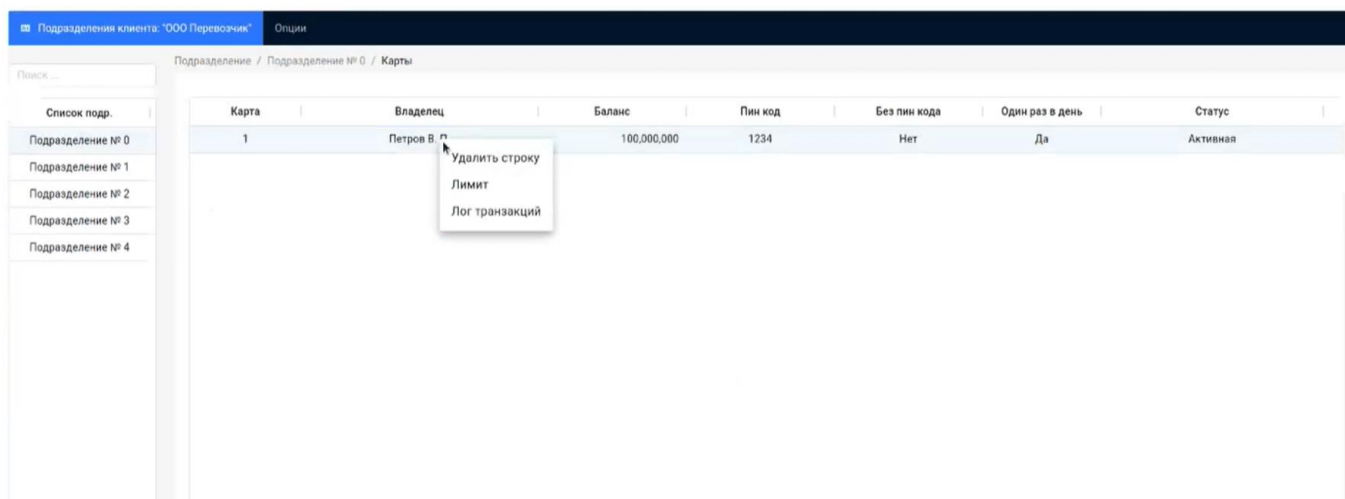 Подразделения клиента: "ООО Перевозчик" Опции
Подразделение / Подразделение № 0 / Карты
Поиск ...
Список подр.
Подразделение № 0
Подразделение № 1
Подразделение № 2
Подразделение № 3
Подразделение № 4
Карта Владелец Баланс Пин код Без пин кода Один раз в день Статус
1 Петров В. 100,000,000 1234 Нет Да Активная
Удалить строку
Лимит
Лог транзакций